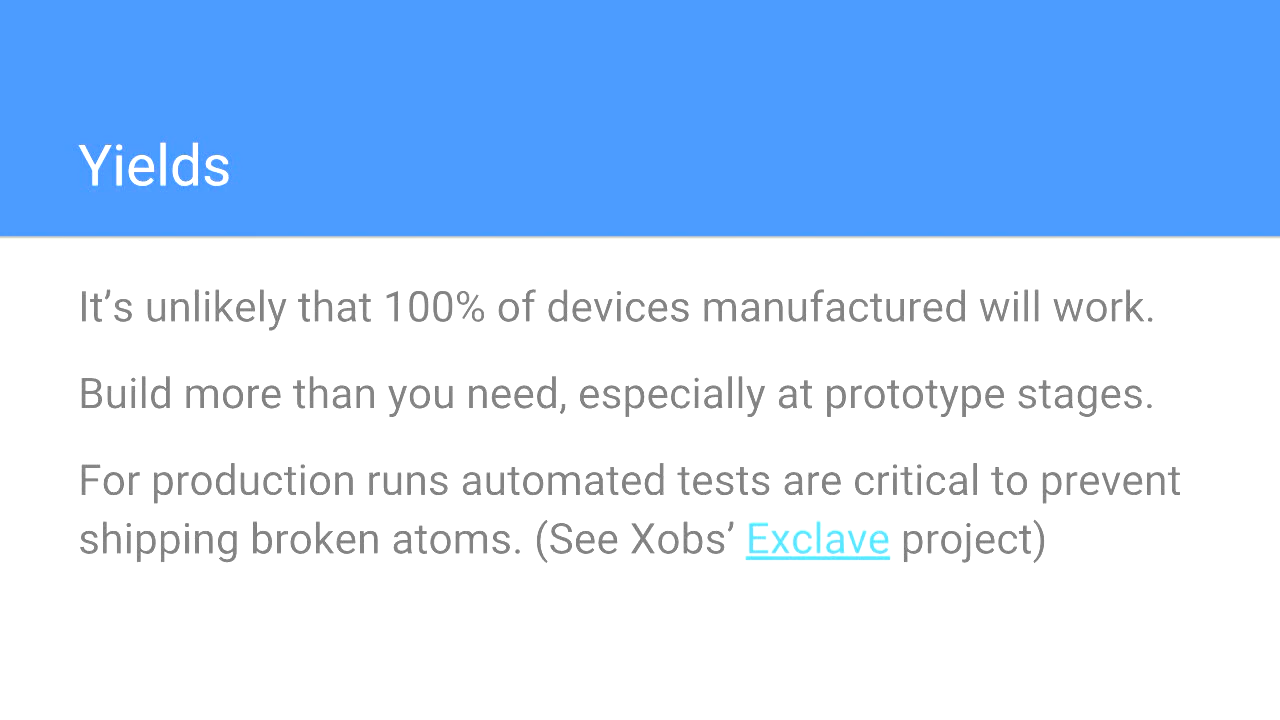 Yields
It’s unlikely that 100% of devices manufactured will work.
Build more than you need, especially at prototype stages.
For production runs automated tests are critical to prevent
shipping broken atoms. (See Xobs’ Exclave project)